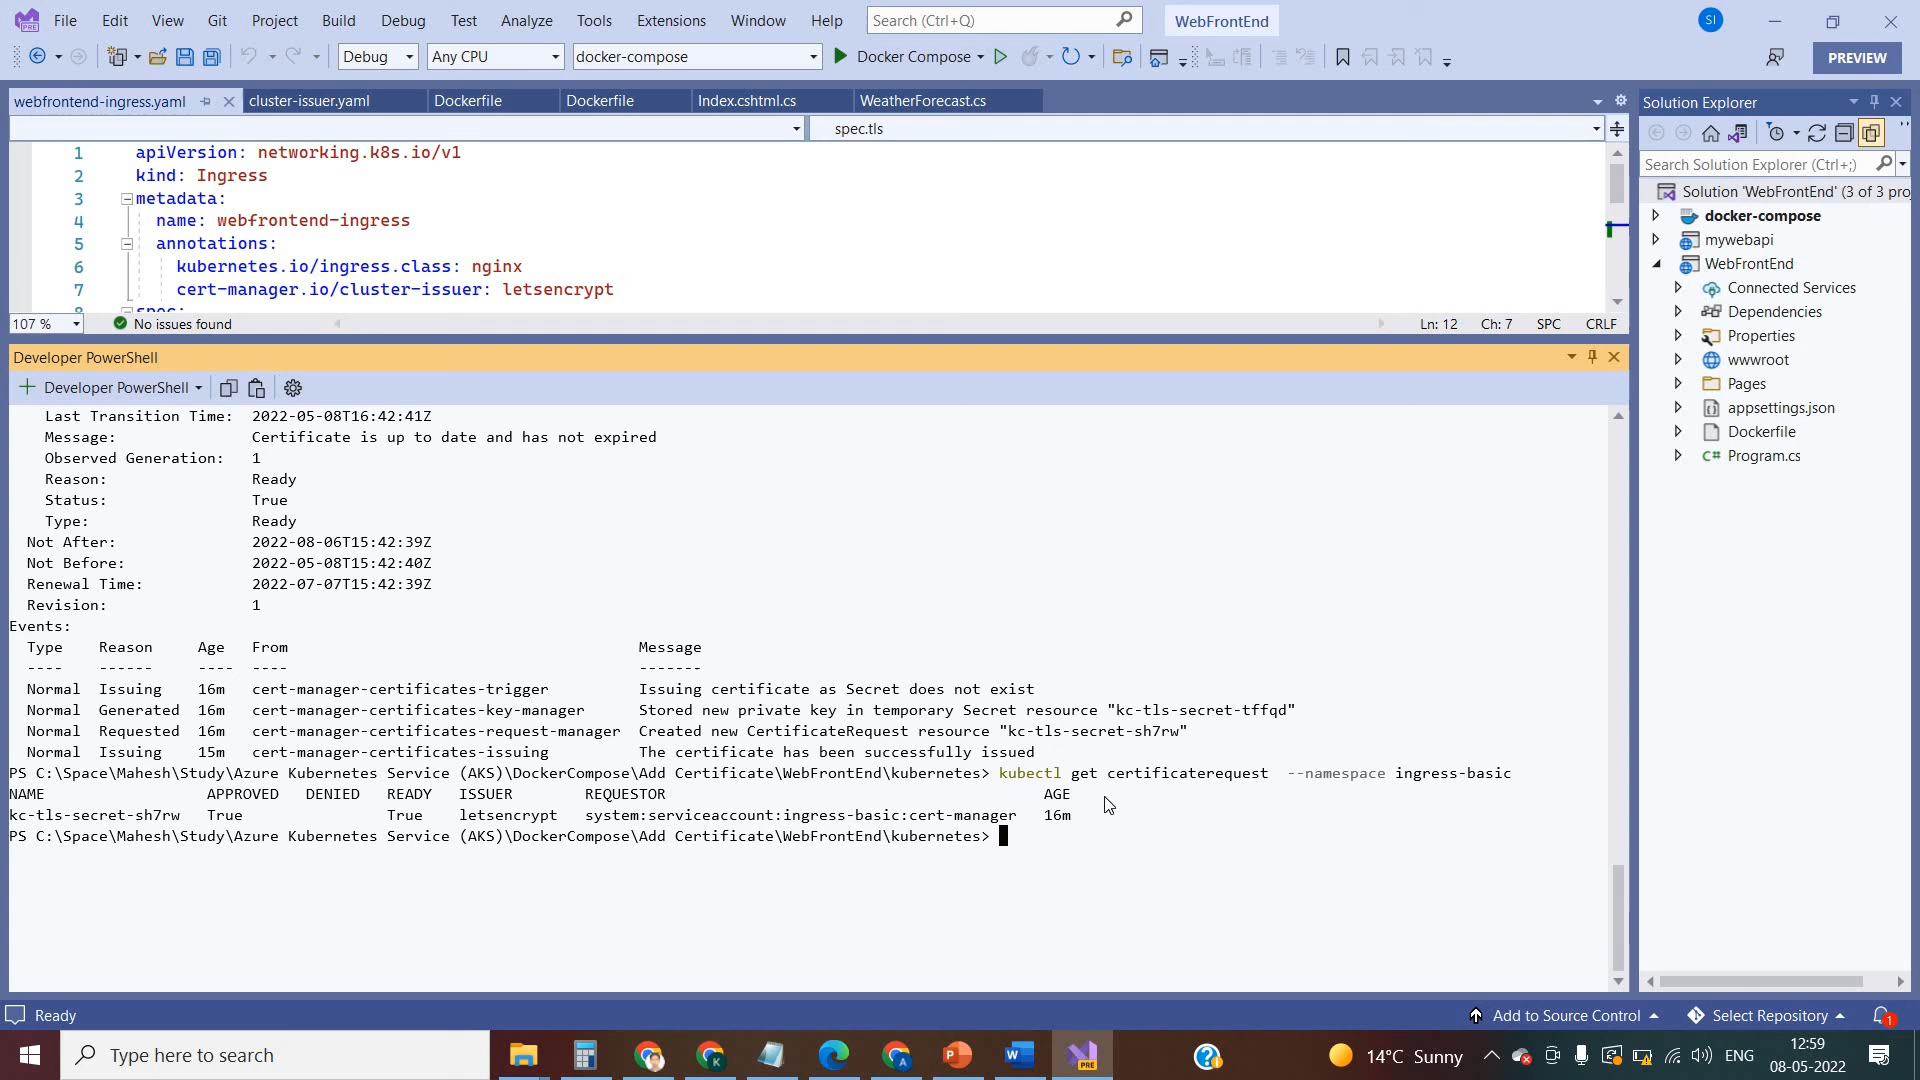 File Edit View Git Project Build Debug Test Analyze Tools Extensions Window Help Search (Ctrl+Q) WebFrontEnd SI
Debug Any CPU docker-compose Docker Compose PREVIEW
webfrontend-ingress.yaml cluster-issuer.yaml Dockerfile Dockerfile Index.cshtml.cs WeatherForecast.cs
spec.tls
1 apiVersion: networking.k8s.io/v1
2 kind: Ingress
3 metadata:
4 name: webfrontend-ingress
5 annotations:
6 kubernetes.io/ingress.class: nginx
7 cert-manager.io/cluster-issuer: letsencrypt
8 spec:
107 % No issues found Ln: 12 Ch: 7 SPC CRLF
Developer PowerShell
Developer PowerShell
Last Transition Time: 2022-05-08T16:42:41Z
Message: Certificate is up to date and has not expired
Observed Generation: 1
Reason: Ready
Status: True
Type: Ready
Not After: 2022-08-06T15:42:39Z
Not Before: 2022-05-08T15:42:40Z
Renewal Time: 2022-07-07T15:42:39Z
Revision: 1
Events:
Type Reason Age From Message
---- ------ ---- ---- -------
Normal Issuing 16m cert-manager-certificates-trigger Issuing certificate as Secret does not exist
Normal Generated 16m cert-manager-certificates-key-manager Stored new private key in temporary Secret resource "kc-tls-secret-tffqd"
Normal Requested 16m cert-manager-certificates-request-manager Created new CertificateRequest resource "kc-tls-secret-sh7rw"
Normal Issuing 15m cert-manager-certificates-issuing The certificate has been successfully issued
PS C:\Space\Mahesh\Study\Azure Kubernetes Service (AKS)\DockerCompose\Add Certificate\WebFrontEnd\kubernetes> kubectl get certificaterequest --namespace ingress-basic
NAME APPROVED DENIED READY ISSUER REQUESTOR AGE
kc-tls-secret-sh7rw True True letsencrypt system:serviceaccount:ingress-basic:cert-manager 16m
PS C:\Space\Mahesh\Study\Azure Kubernetes Service (AKS)\DockerCompose\Add Certificate\WebFrontEnd\kubernetes>
Solution Explorer
Search Solution Explorer (Ctrl+;)
Solution 'WebFrontEnd' (3 of 3 pro
docker-compose
mywebapi
WebFrontEnd
Connected Services
Dependencies
Properties
wwwroot
Pages
appsettings.json
Dockerfile
C# Program.cs
Ready Add to Source Control Select Repository 1
Type here to search 14°C Sunny ENG 12:59
08-05-2022